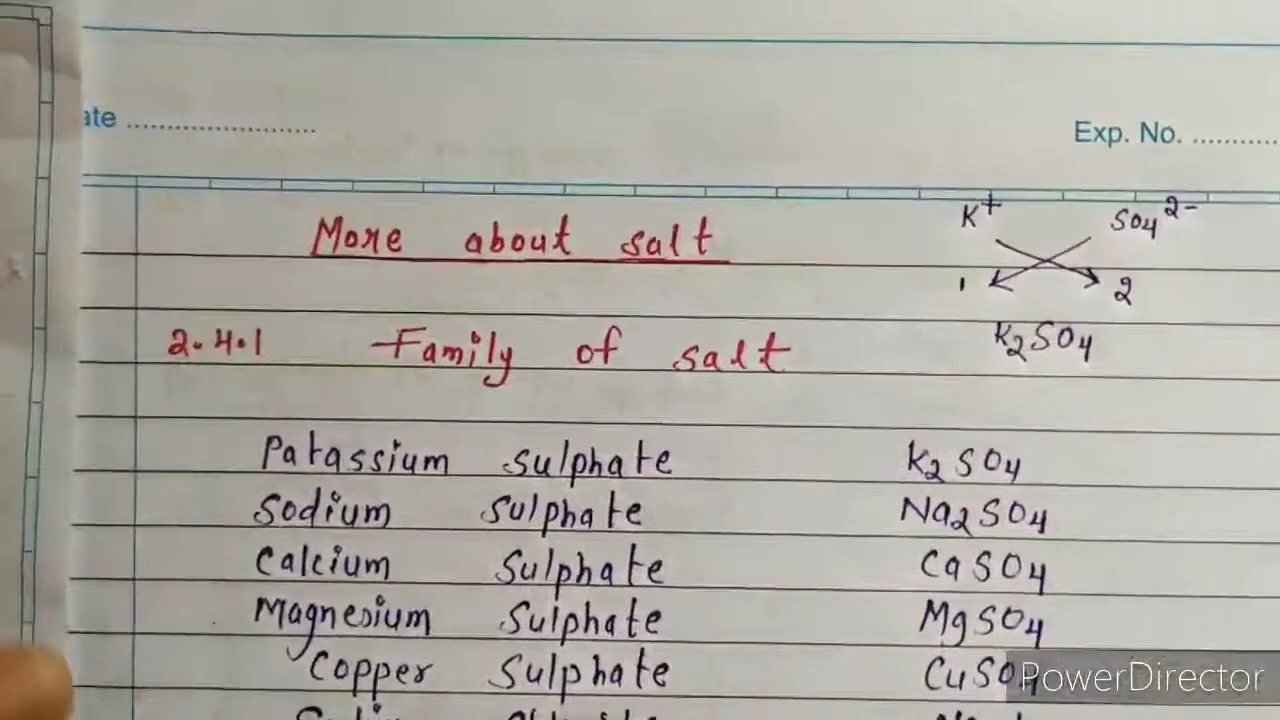 ate ........................
Exp. No. ............
More about salt
K+ SO4 2-
1 2
K2SO4
2.4.1 Family of salt
Patassium sulphate K2SO4
Sodium Sulphate Na2SO4
Calcium Sulphate CaSO4
Magnesium Sulphate MgSO4
Copper Sulphate CuSO4
PowerDirector